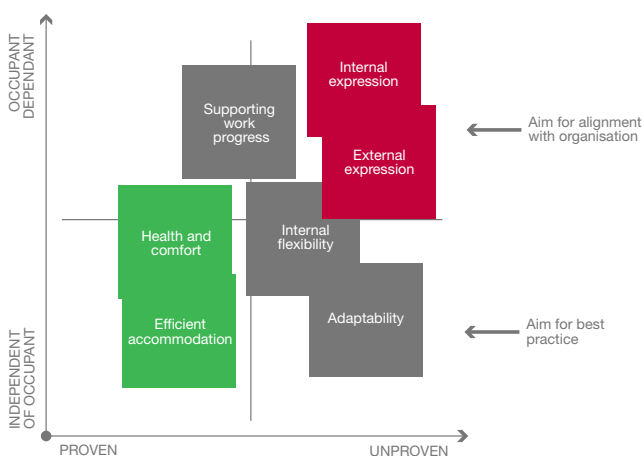 OCCUPANT
DEPENDANT
Internal
expression
Supporting
work
progress
Aim for alignment
with organisation
External
expression
Health and
comfort
Internal
flexibility
Efficient
accommodation
Adaptability
Aim for best
practice
INDEPENDENT
OF OCCUPANT
PROVEN
UNPROVEN